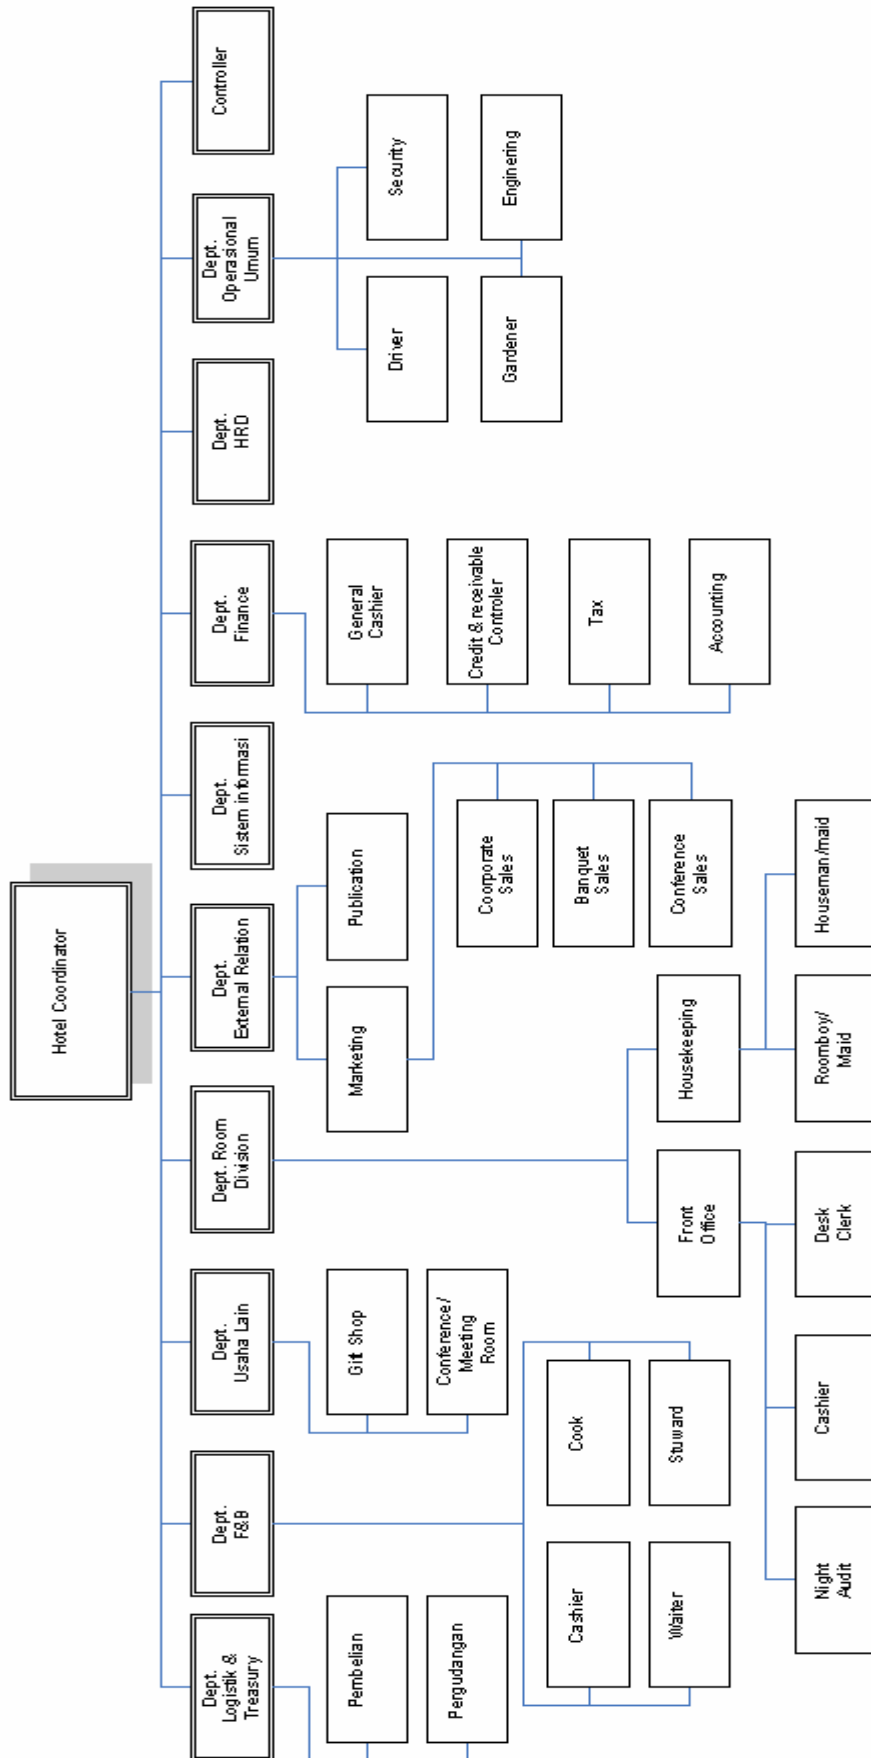 Hotel Coordinator
Dept.
Logistik &
Treasury
Dept.
F&B
Dept.
Usaha Lain
Dept. Room
Division
Dept.
External Relation
Dept.
Sistem informasi
Dept.
Finance
Dept.
HRD
Dept.
Operasional
Umum
Controller
Pembelian
Pergudangan
Cashier
Cook
Waiter
Stuward
Gift Shop
Conference/
Meeting
Room
Front
Office
Housekeeping
Night
Audit
Cashier
Desk
Clerk
Roomboy/
Maid
Houseman/maid
Marketing
Publication
Coorporate
Sales
Banquet
Sales
Conference
Sales
General
Cashier
Credit & receivable
Controler
Tax
Accounting
Driver
Security
Gardener
Enginering